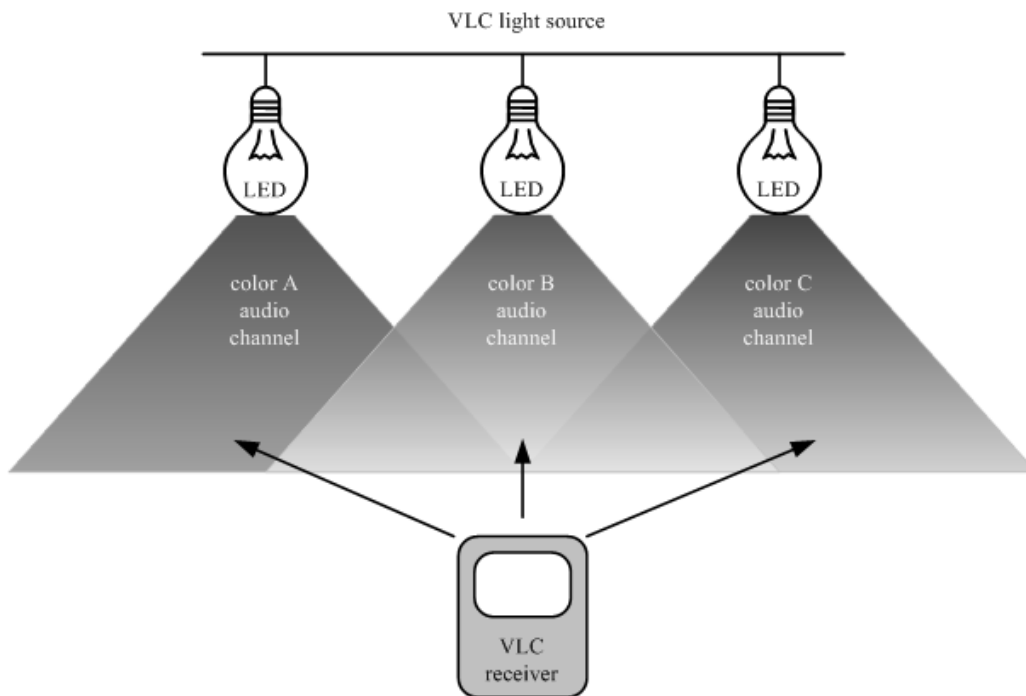 VLC light source
LED
LED
LED
color A
audio
channel
color B
audio
channel
color C
audio
channel
VLC
receiver